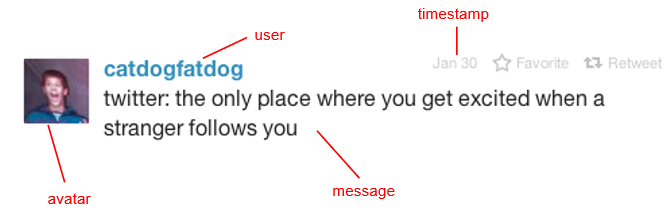 timestamp
user
catdogfatdog
Jan 30 Favorite Retweet
twitter: the only place where you get excited when a
stranger follows you
avatar
message